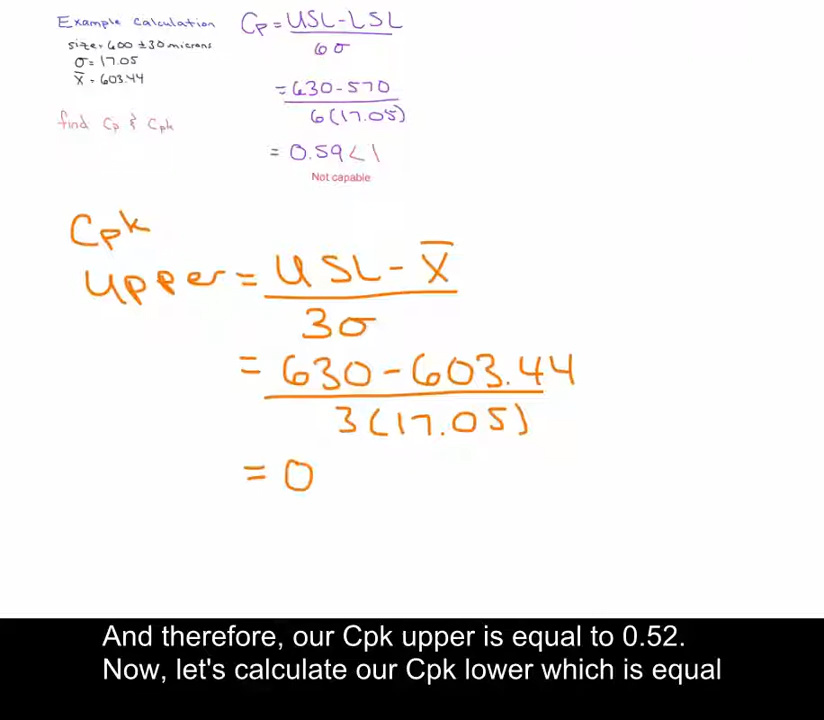 Example Calculation
size: 600 ±30 microns
σ = 17.05
x̄ = 603.44
find Cp & Cpk
Cp = USL-LSL
6σ
= 630-570
6(17.05)
= 0.59 < 1
Not capable
Cpk
upper = USL - X̄
3σ
= 630 - 603.44
3(17.05)
= 0
And therefore, our Cpk upper is equal to 0.52.
Now, let's calculate our Cpk lower which is equal